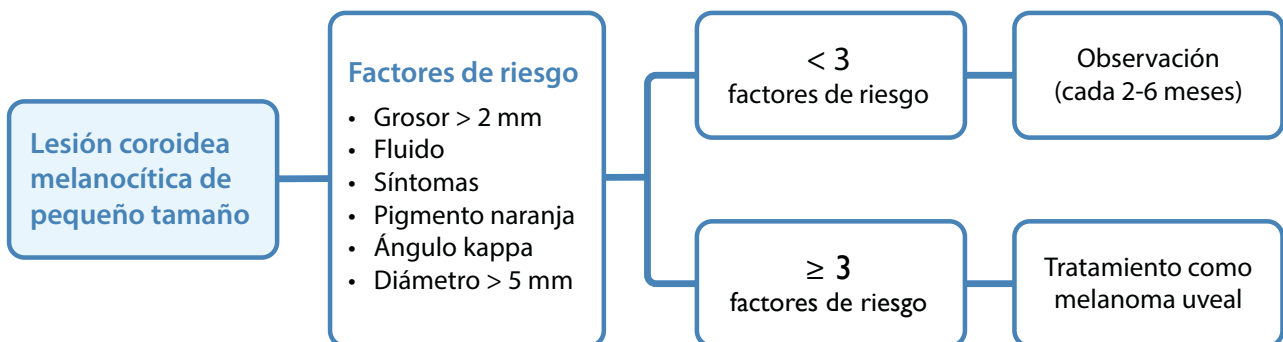 Lesión coroidea
melanocítica de
pequeño tamaño
Factores de riesgo
• Grosor > 2 mm
• Fluido
• Síntomas
• Pigmento naranja
• Ángulo kappa
• Diámetro > 5 mm
< 3
factores de riesgo
Observación
(cada 2-6 meses)
≥ 3
factores de riesgo
Tratamiento como
melanoma uveal